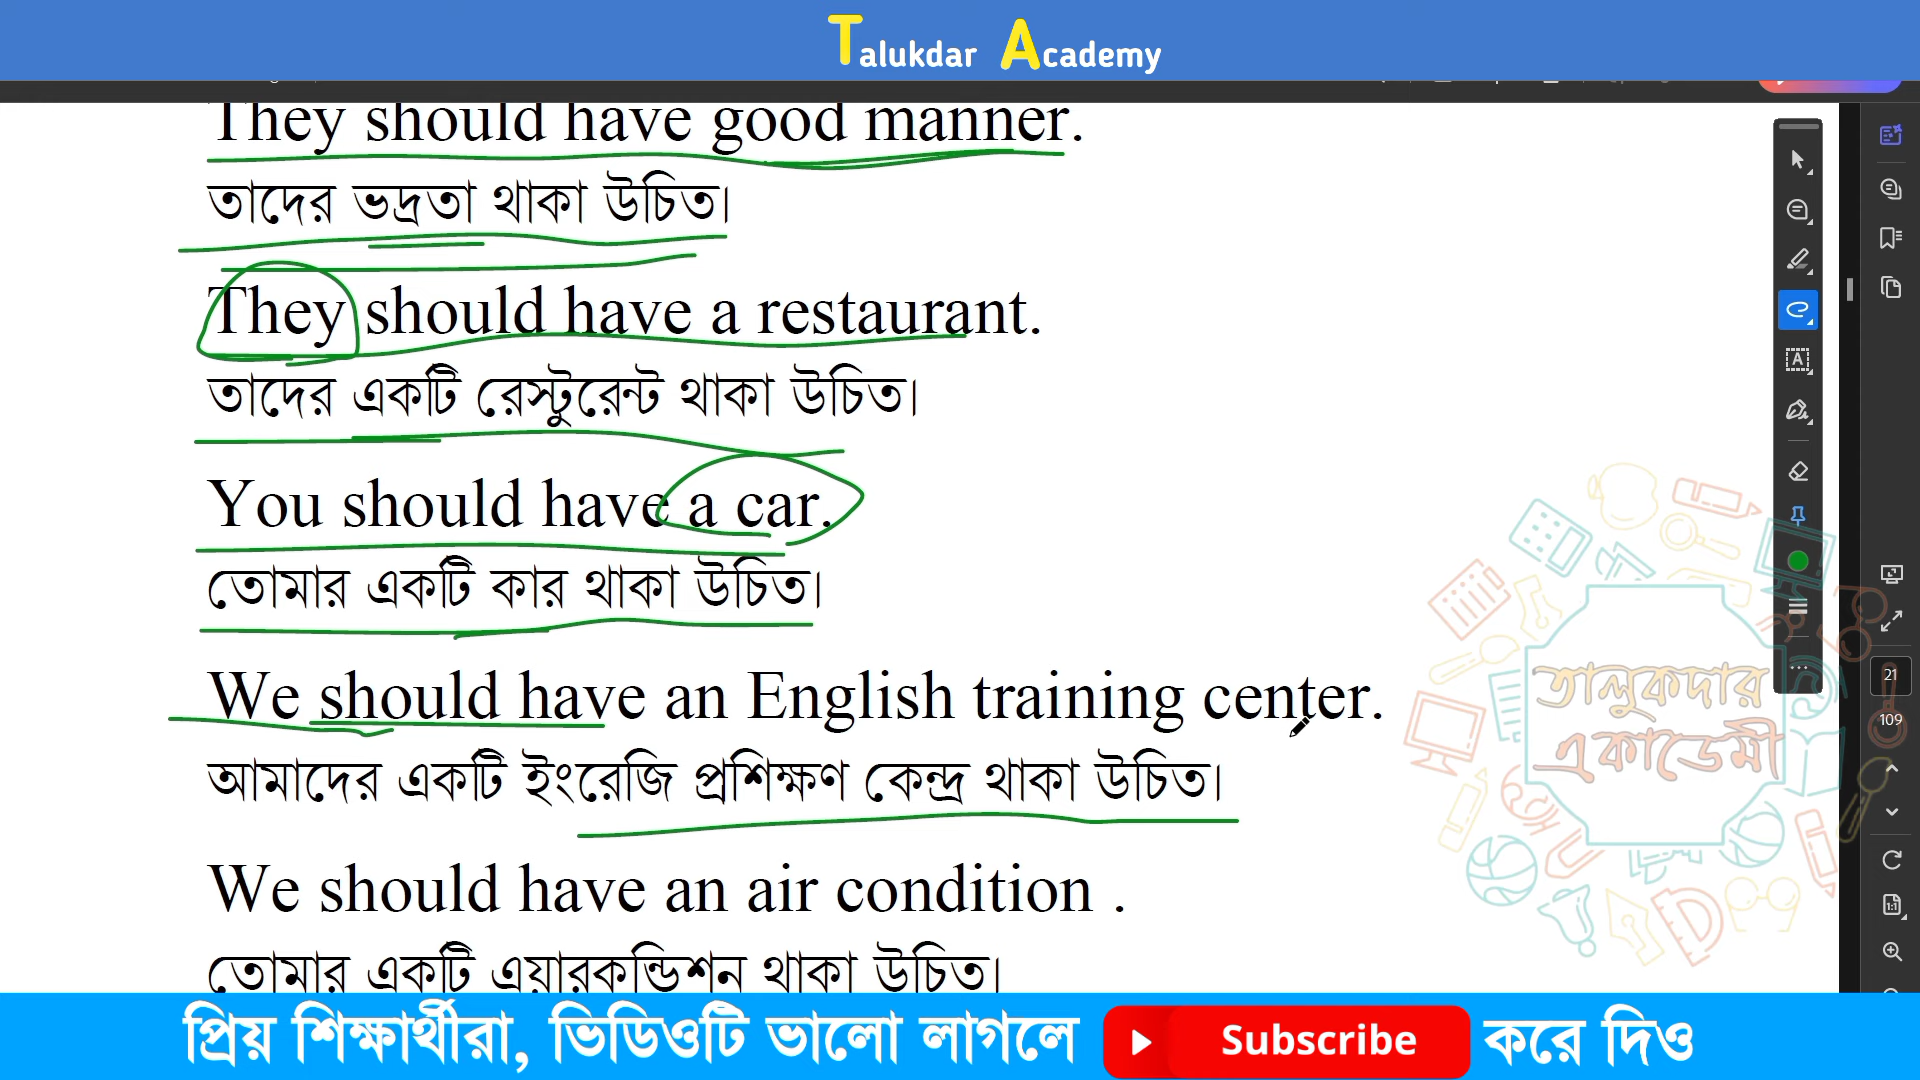 Talukdar Academy
They should have good manner.
তাদের ভদ্রতা থাকা উচিত।
They should have a restaurant.
তাদের একটি রেস্টুরেন্ট থাকা উচিত।
You should have a car.
তোমার একটি কার থাকা উচিত।
We should have an English training center.
আমাদের একটি ইংরেজি প্রশিক্ষণ কেন্দ্র থাকা উচিত।
We should have an air condition .
তোমার একটি এয়ারকন্ডিশন থাকা উচিত।
তালুকদার
একাডেমী
21
109
প্রিয় শিক্ষার্থীরা, ভিডিওটি ভালো লাগলে Subscribe করে দিও